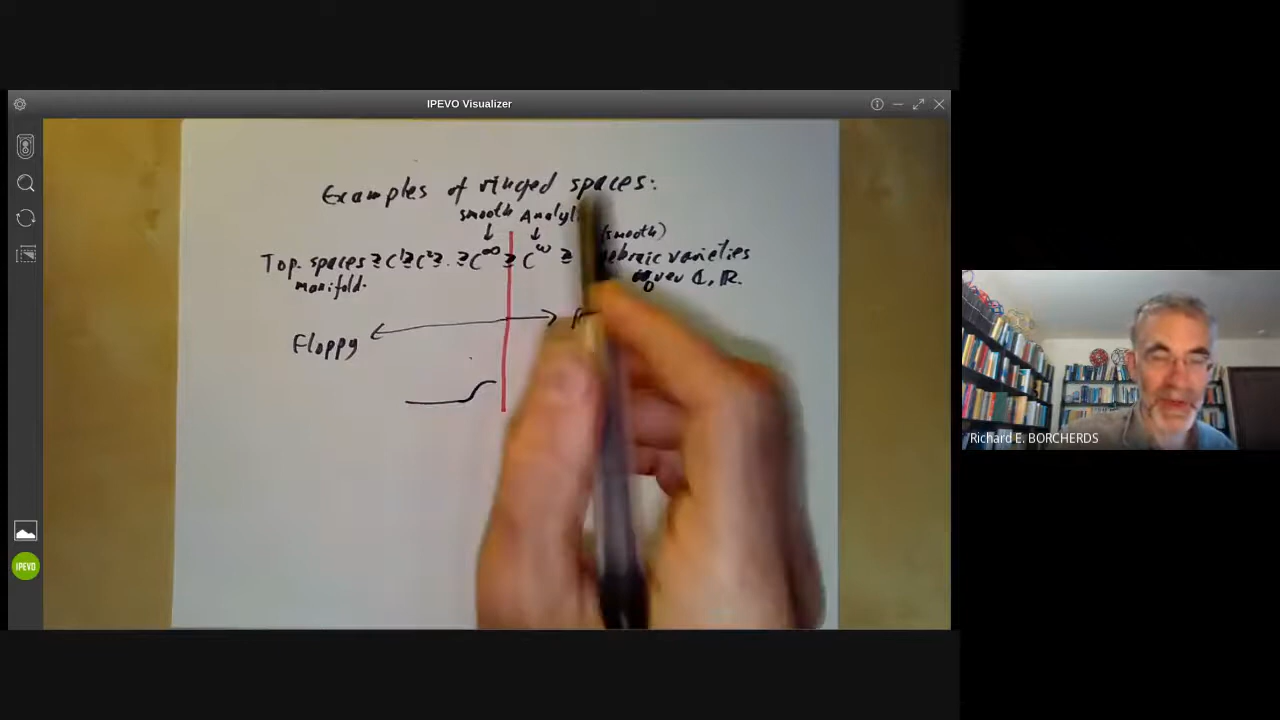 IPEVO Visualizer
Examples of ringed spaces:
smooth Analyti
↓ ↓ (smooth)
Top. spaces ≥ C¹ ≥ C² ≥ .. ≥ C^∞ ≥ C^ω ≥ ebraic varieties
manifold. over ℂ, ℝ.
Floppy
Richard E. BORCHERDS
IPEVO